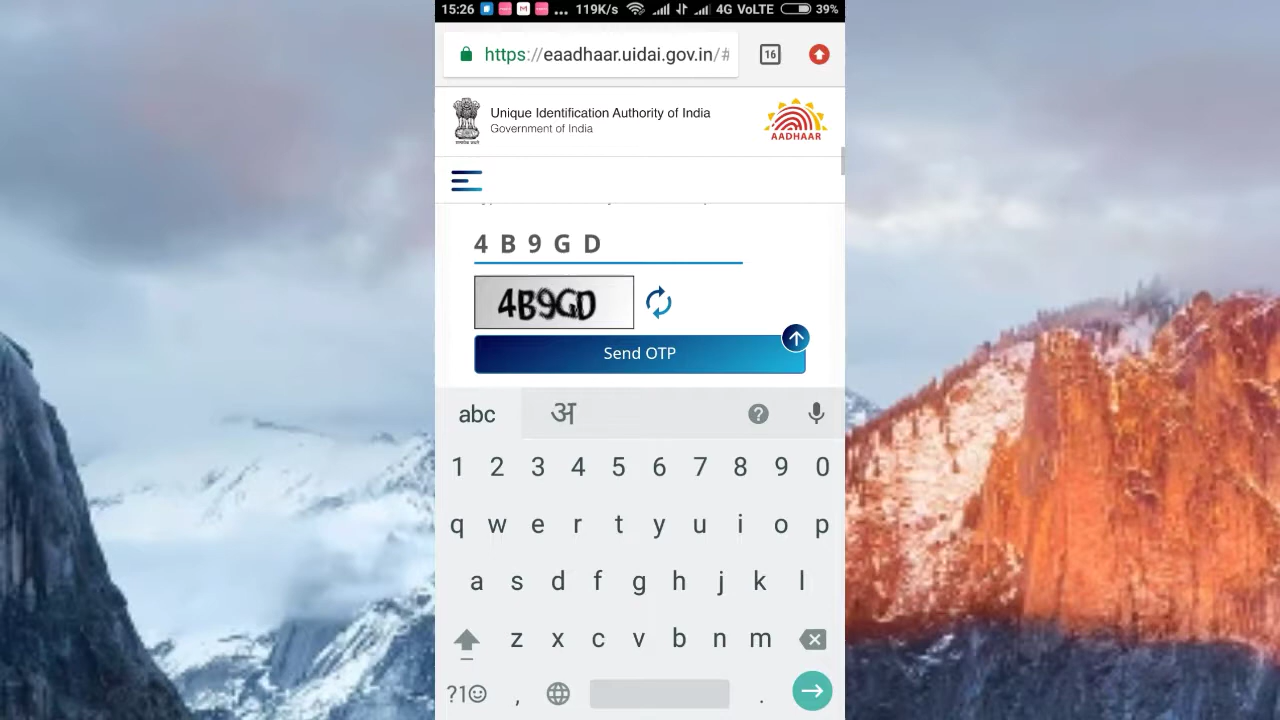 15:26 ... 119K/s 4G VoLTE 39%
https://eaadhaar.uidai.gov.in/#
16
Unique Identification Authority of India
Government of India
AADHAAR
4 B 9 G D
4B9GD
Send OTP
abc अ ?
1 2 3 4 5 6 7 8 9 0
q w e r t y u i o p
a s d f g h j k l
z x c v b n m
?1☺ , .